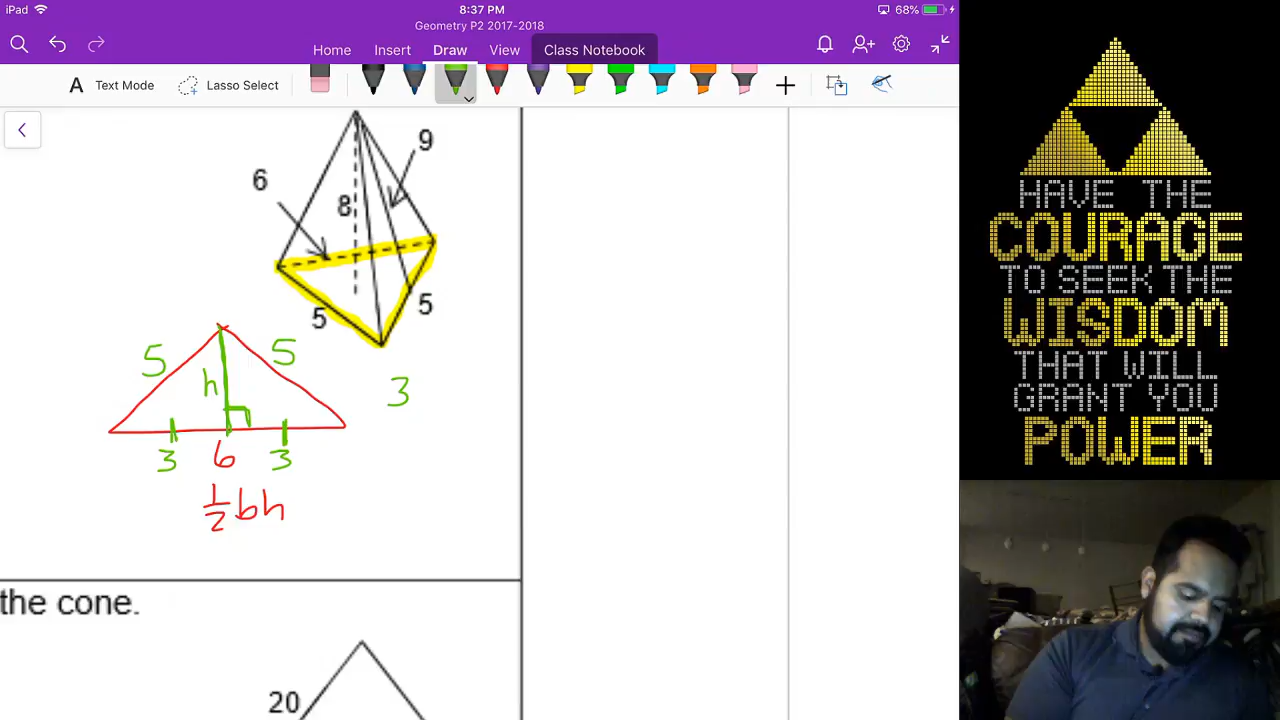 iPad
8:37 PM
68%
Geometry P2 2017-2018
Home Insert Draw View Class Notebook
A Text Mode Lasso Select
9
6
8
5
5
5 5
h
3
3 6 3
1/2 bh
the cone.
20
HAVE THE
COURAGE
TO SEEK THE
WISDOM
THAT WILL
GRANT YOU
POWER